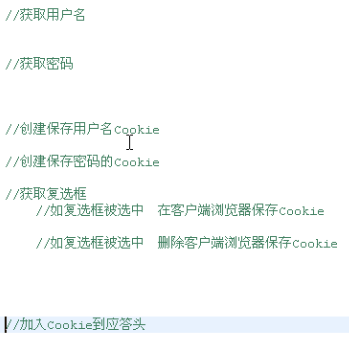 //获取用户名
//获取密码
//创建保存用户名Cookie
//创建保存密码的Cookie
//获取复选框
//如复选框被选中 在客户端浏览器保存Cookie
//如复选框被选中 删除客户端浏览器保存Cookie
//加入Cookie到应答头